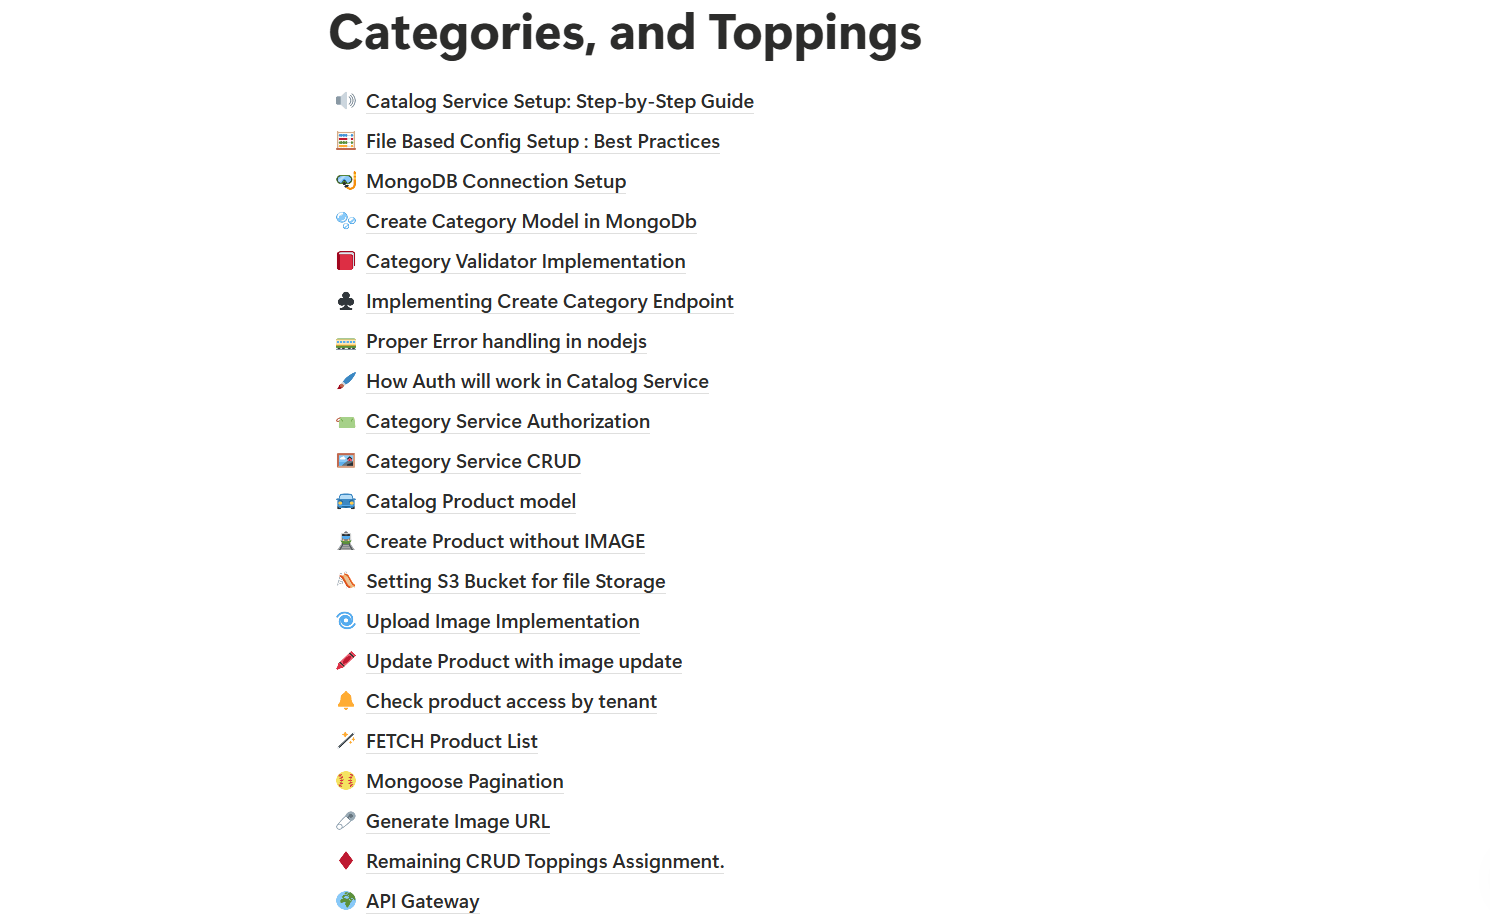 Categories, and Toppings
Catalog Service Setup: Step-by-Step Guide
File Based Config Setup : Best Practices
MongoDB Connection Setup
Create Category Model in MongoDb
Category Validator Implementation
Implementing Create Category Endpoint
Proper Error handling in nodejs
How Auth will work in Catalog Service
Category Service Authorization
Category Service CRUD
Catalog Product model
Create Product without IMAGE
Setting S3 Bucket for file Storage
Upload Image Implementation
Update Product with image update
Check product access by tenant
FETCH Product List
Mongoose Pagination
Generate Image URL
Remaining CRUD Toppings Assignment.
API Gateway